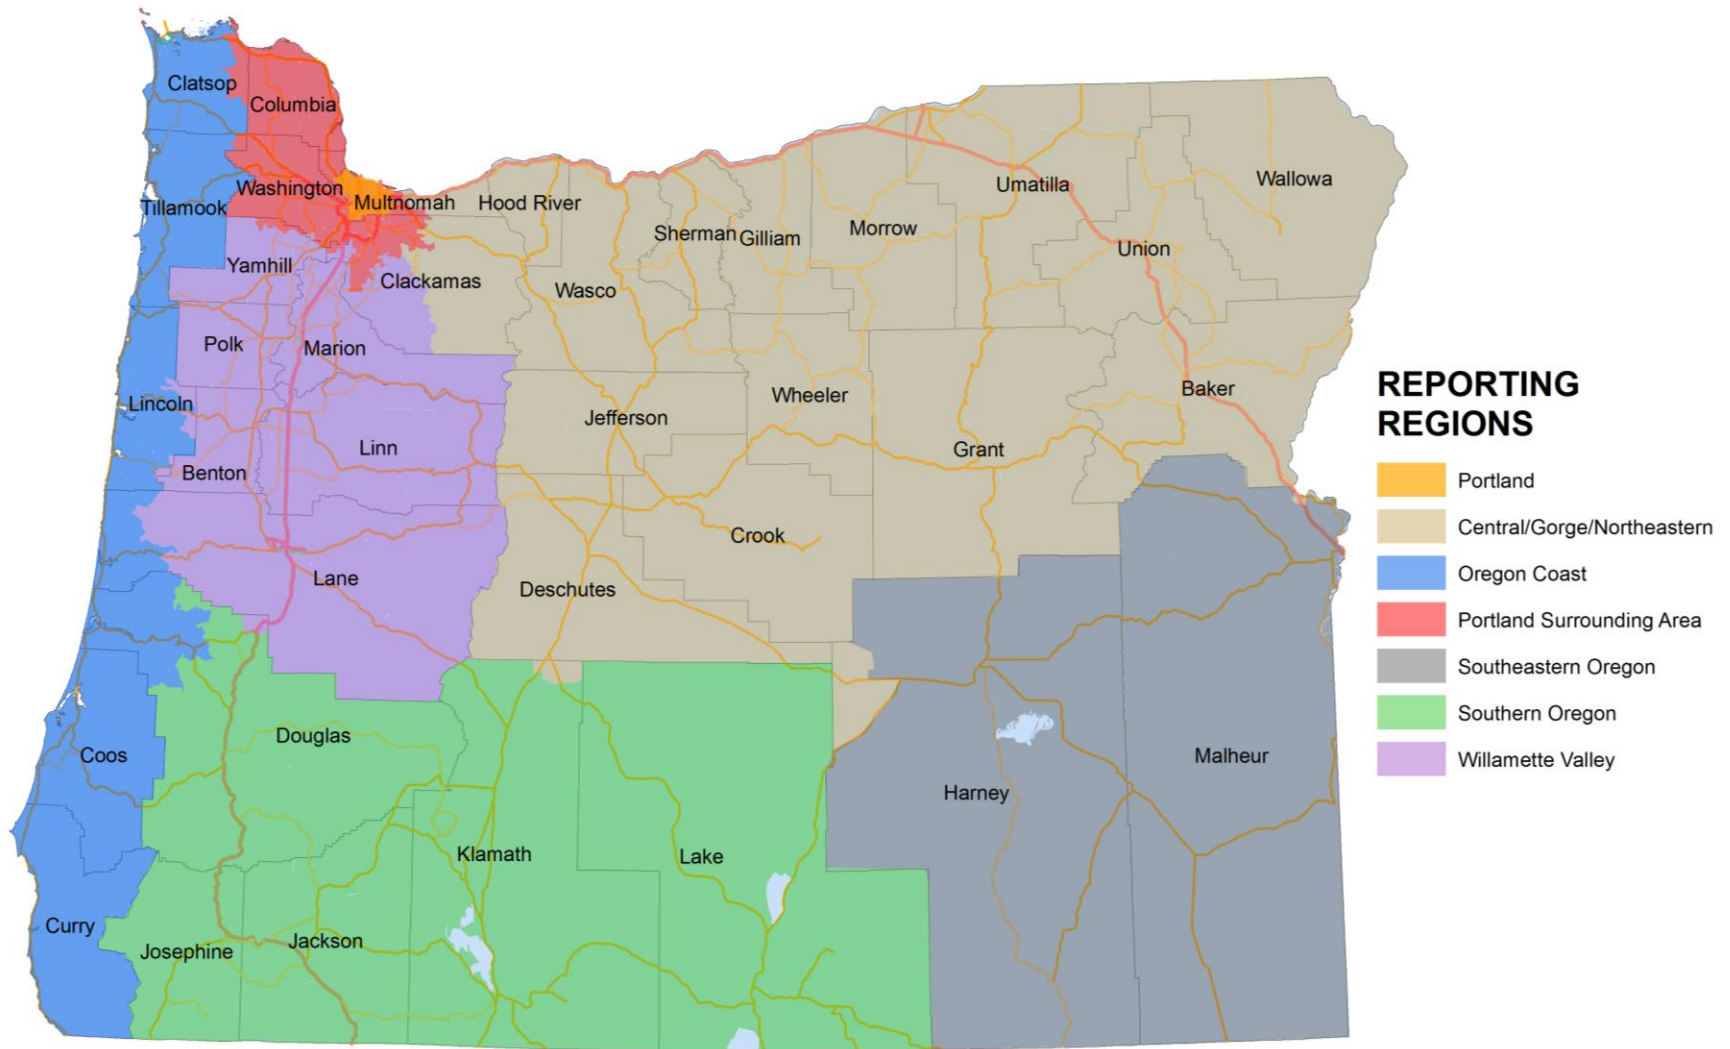 Clatsop
Columbia
Washington
Multnomah
Hood River
Tillamook
Sherman
Gilliam
Morrow
Umatilla
Wallowa
Union
Yamhill
Clackamas
Wasco
Polk
Marion
Wheeler
Baker
Lincoln
Jefferson
Linn
Grant
Benton
Crook
Lane
Deschutes
Douglas
Coos
Malheur
Harney
Klamath
Lake
Curry
Josephine
Jackson
REPORTING
REGIONS
Portland
Central/Gorge/Northeastern
Oregon Coast
Portland Surrounding Area
Southeastern Oregon
Southern Oregon
Willamette Valley